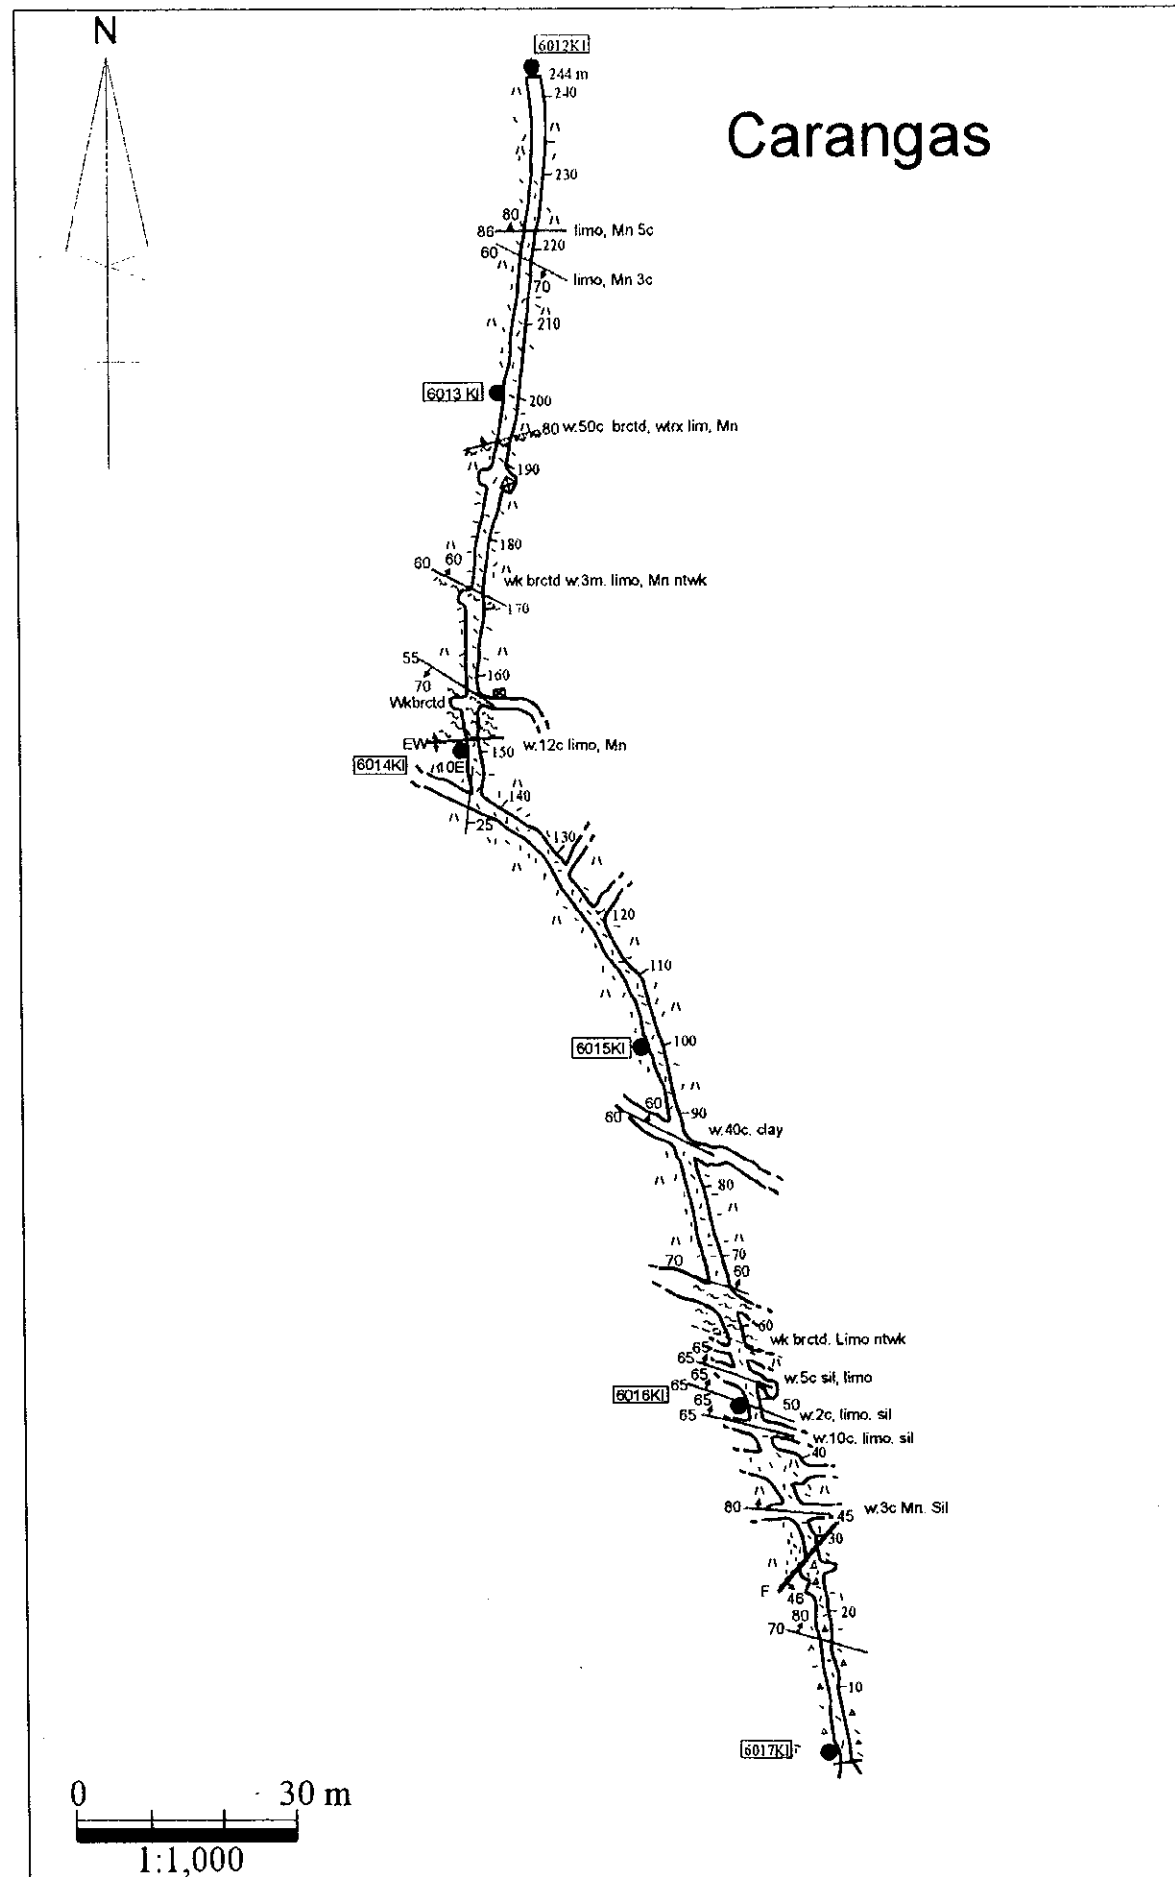 N
6012KI
244 m
240
Carangas
230
80
86
limo, Mn 5c
220
60
limo, Mn 3c
70
210
6013 KI
200
80 w.50c brctd, wtrx lim, Mn
190
180
60 60
wk brctd w.3m. limo, Mn ntwk
170
55
160
70
Wkbrctd
EW
w.12c limo, Mn
150
6014KI
10E
140
25
130
120
110
100
6015KI
60
90
60
w.40c. clay
80
70
70
60
60
wk brctd. Limo ntwk
65
65
w.5c sil, limo
65
65
6016KI
50
65
w.2c, limo. sil
65
w.10c. limo. sil
40
80
w.3c Mn. Sil
45
30
F
46
20
80
70
10
6017KI
0 30 m
1:1,000